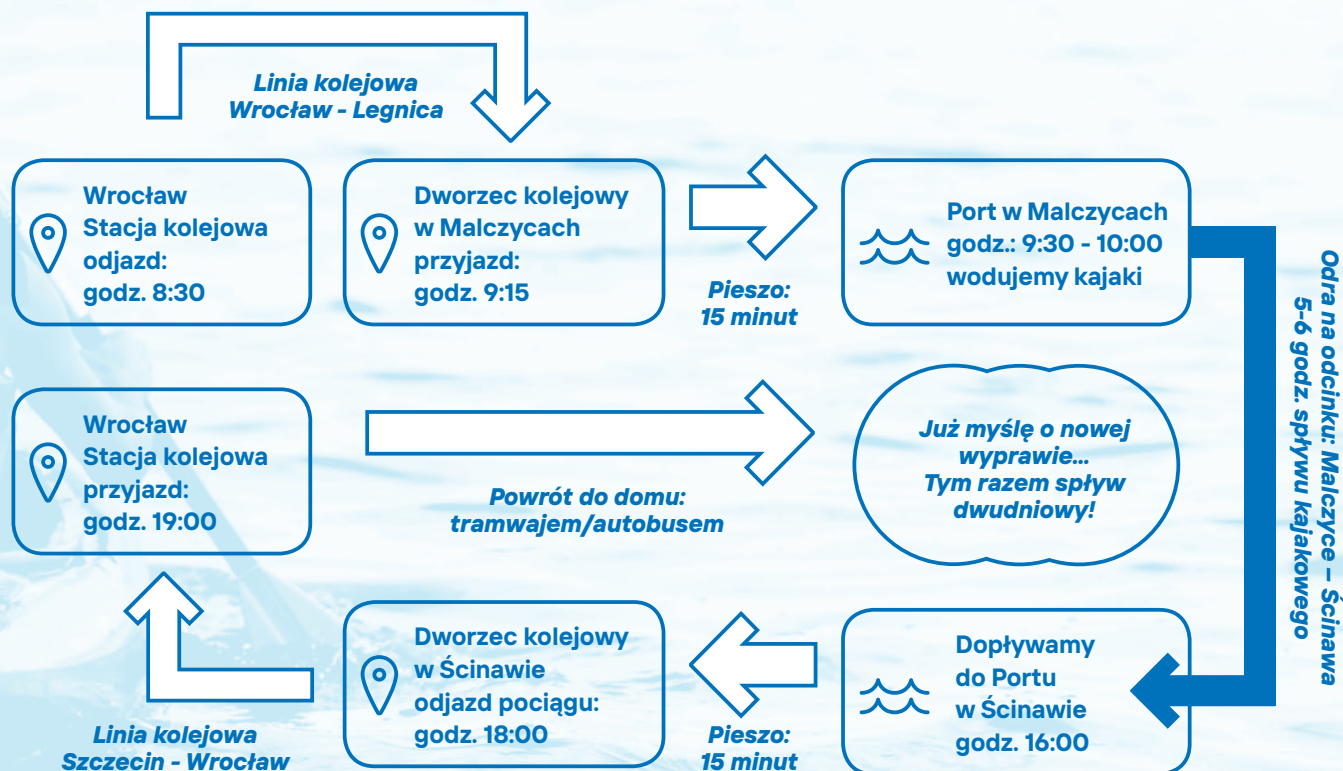 Linia kolejowa
Wrocław - Legnica
Wrocław
Stacja kolejowa
odjazd:
godz. 8:30
Dworzec kolejowy
w Malczycach
przyjazd:
godz. 9:15
Pieszo:
15 minut
Port w Malczycach
godz.: 9:30 - 10:00
wodujemy kajaki
Odra na odcinku: Malczyce – Ścinawa
5-6 godz. spływu kajakowego
Dopływamy
do Portu
w Ścinawie
godz. 16:00
Pieszo:
15 minut
Dworzec kolejowy
w Ścinawie
odjazd pociągu:
godz. 18:00
Linia kolejowa
Szczecin - Wrocław
Wrocław
Stacja kolejowa
przyjazd:
godz. 19:00
Powrót do domu:
tramwajem/autobusem
Już myślę o nowej
wyprawie...
Tym razem spływ
dwudniowy!